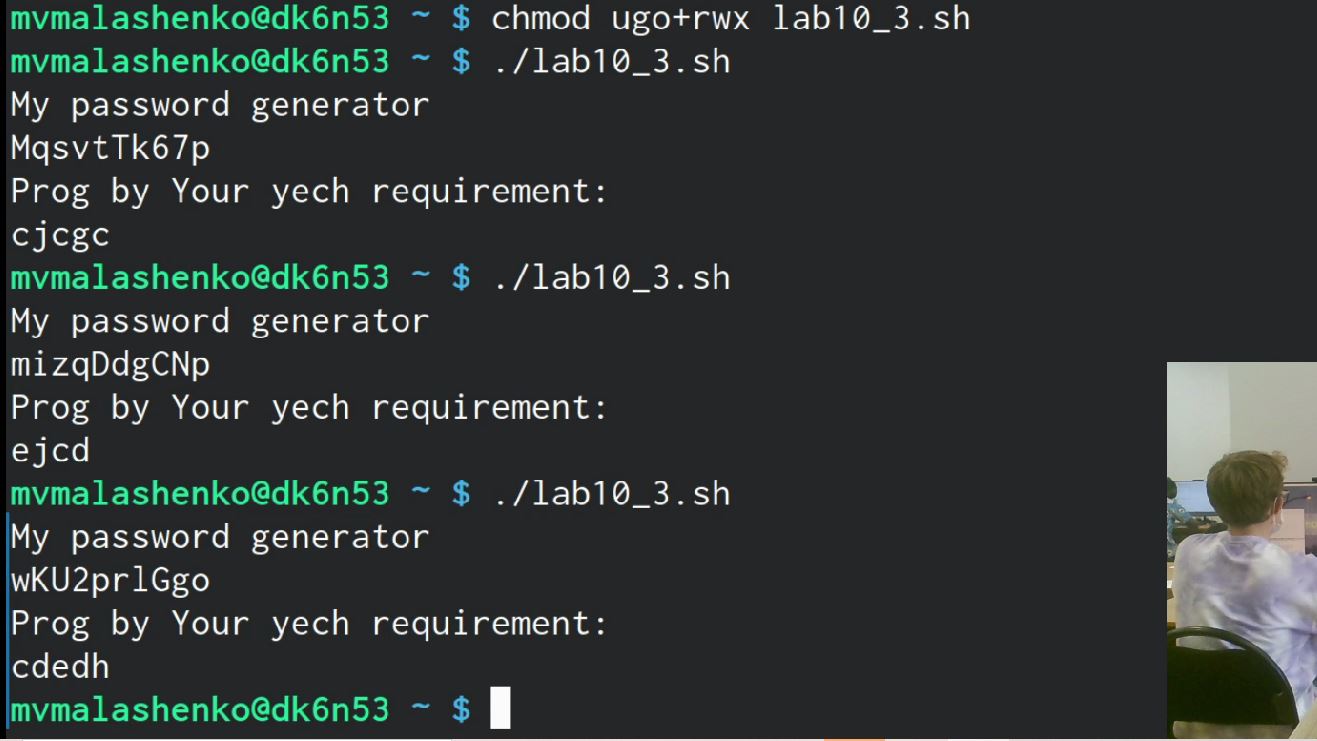 mvmalashenko@dk6n53 ~ $ chmod ugo+rwx lab10_3.sh
mvmalashenko@dk6n53 ~ $ ./lab10_3.sh
My password generator
MqsvtTk67p
Prog by Your yech requirement:
cjcgc
mvmalashenko@dk6n53 ~ $ ./lab10_3.sh
My password generator
mizqDdgCNp
Prog by Your yech requirement:
ejcd
mvmalashenko@dk6n53 ~ $ ./lab10_3.sh
My password generator
wKU2prlGgo
Prog by Your yech requirement:
cdedh
mvmalashenko@dk6n53 ~ $